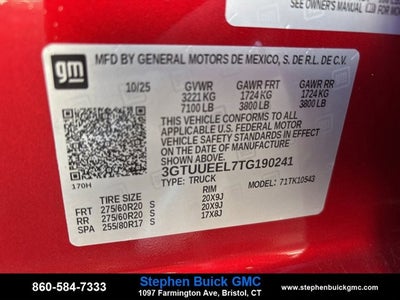 SEE OWNER'S MANUAL
gm
MFD BY GENERAL MOTORS DE MEXICO, S. DE R.L. DE C.V.
10/25 GVWR GAWR FRT GAWR RR
3221 KG 1724 KG 1724 KG
7100 LB 3800 LB 3800 LB
THIS VEHICLE CONFORMS TO ALL
APPLICABLE U.S. FEDERAL MOTOR
VEHICLE SAFETY STANDARDS IN
EFFECT ON THE DATE OF
MANUFACTURE SHOWN ABOVE.
3GTUUEEL7TG190241
TYPE: TRUCK MODEL: 71TK10543
170H
TIRE SIZE RIM
FRT 275/60R20 S 20X9J
RR 275/60R20 S 20X9J
SPA 255/80R17 S 17X8J
860-584-7333
Stephen Buick GMC
1097 Farmington Ave, Bristol, CT
www.stephenbuickgmc.com